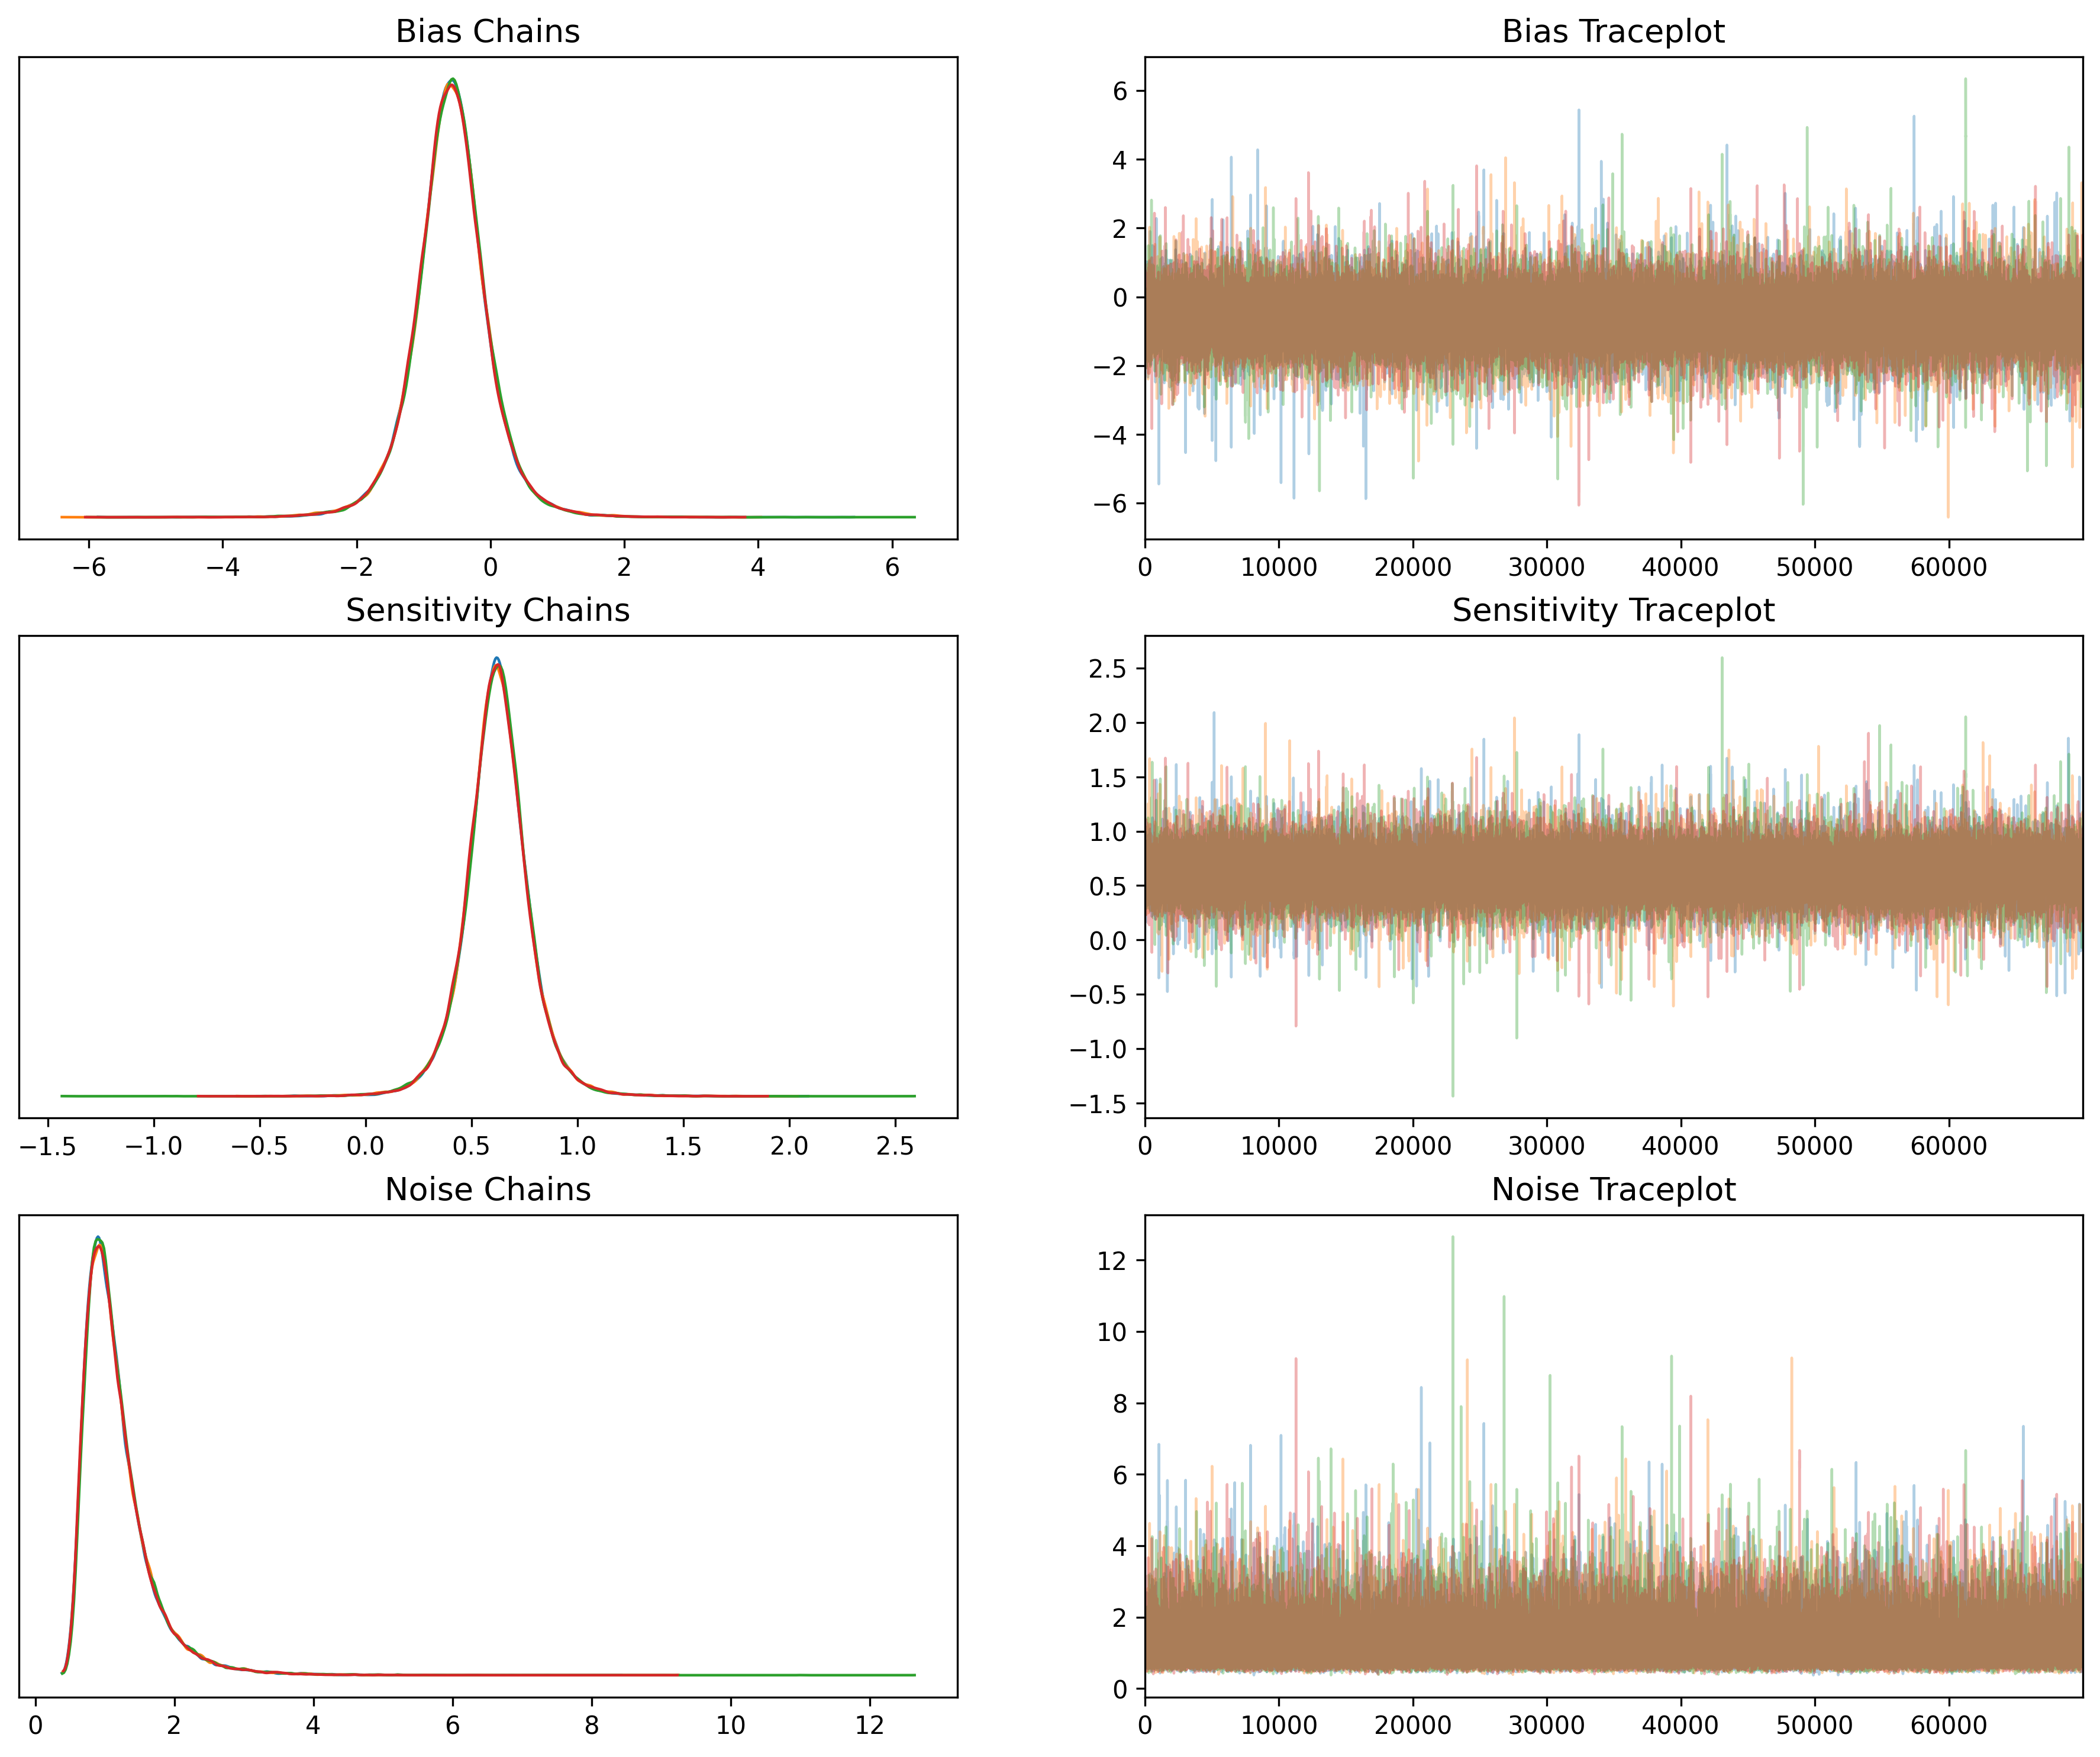 Bias Chains
−6 −4 −2 0 2 4 6
Bias Traceplot
6
4
2
0
−2
−4
−6
0 10000 20000 30000 40000 50000 60000
Sensitivity Chains
−1.5 −1.0 −0.5 0.0 0.5 1.0 1.5 2.0 2.5
Sensitivity Traceplot
2.5
2.0
1.5
1.0
0.5
0.0
−0.5
−1.0
−1.5
0 10000 20000 30000 40000 50000 60000
Noise Chains
0 2 4 6 8 10 12
Noise Traceplot
12
10
8
6
4
2
0
0 10000 20000 30000 40000 50000 60000